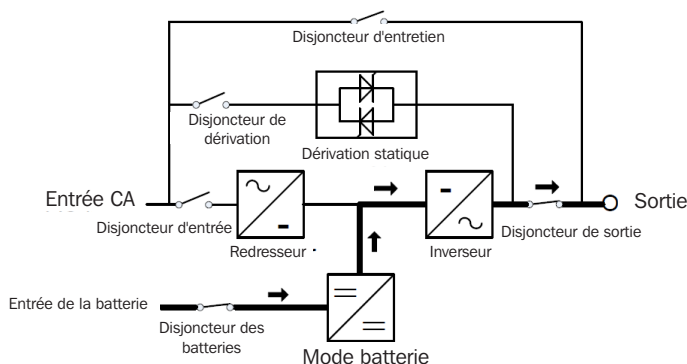 Disjoncteur d'entretien
Disjoncteur de
dérivation
Dérivation statique
Entrée CA
Sortie
Disjoncteur d'entrée
Redresseur
Inverseur
Disjoncteur de sortie
Entrée de la batterie
Disjoncteur des
batteries
Mode batterie